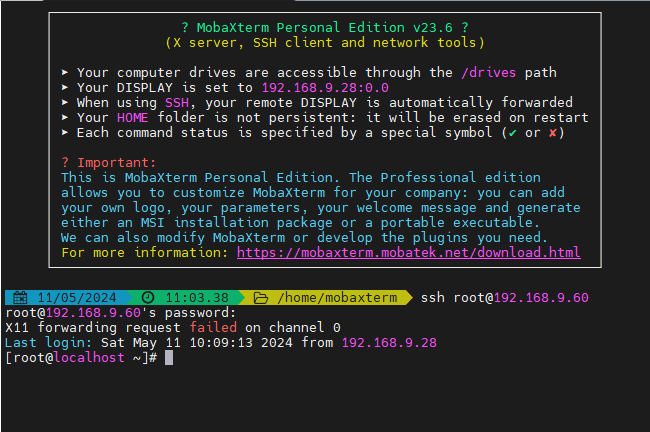 ? MobaXterm Personal Edition v23.6 ?
(X server, SSH client and network tools)
➤ Your computer drives are accessible through the /drives path
➤ Your DISPLAY is set to 192.168.9.28:0.0
➤ When using SSH, your remote DISPLAY is automatically forwarded
➤ Your HOME folder is not persistent: it will be erased on restart
➤ Each command status is specified by a special symbol (✔ or ✘)
? Important:
This is MobaXterm Personal Edition. The Professional edition
allows you to customize MobaXterm for your company: you can add
your own logo, your parameters, your welcome message and generate
either an MSI installation package or a portable executable.
We can also modify MobaXterm or develop the plugins you need.
For more information: https://mobaxterm.mobatek.net/download.html
11/05/2024 11:03.38 /home/mobaxterm ssh root@192.168.9.60
root@192.168.9.60's password:
X11 forwarding request failed on channel 0
Last login: Sat May 11 10:09:13 2024 from 192.168.9.28
[root@localhost ~]#